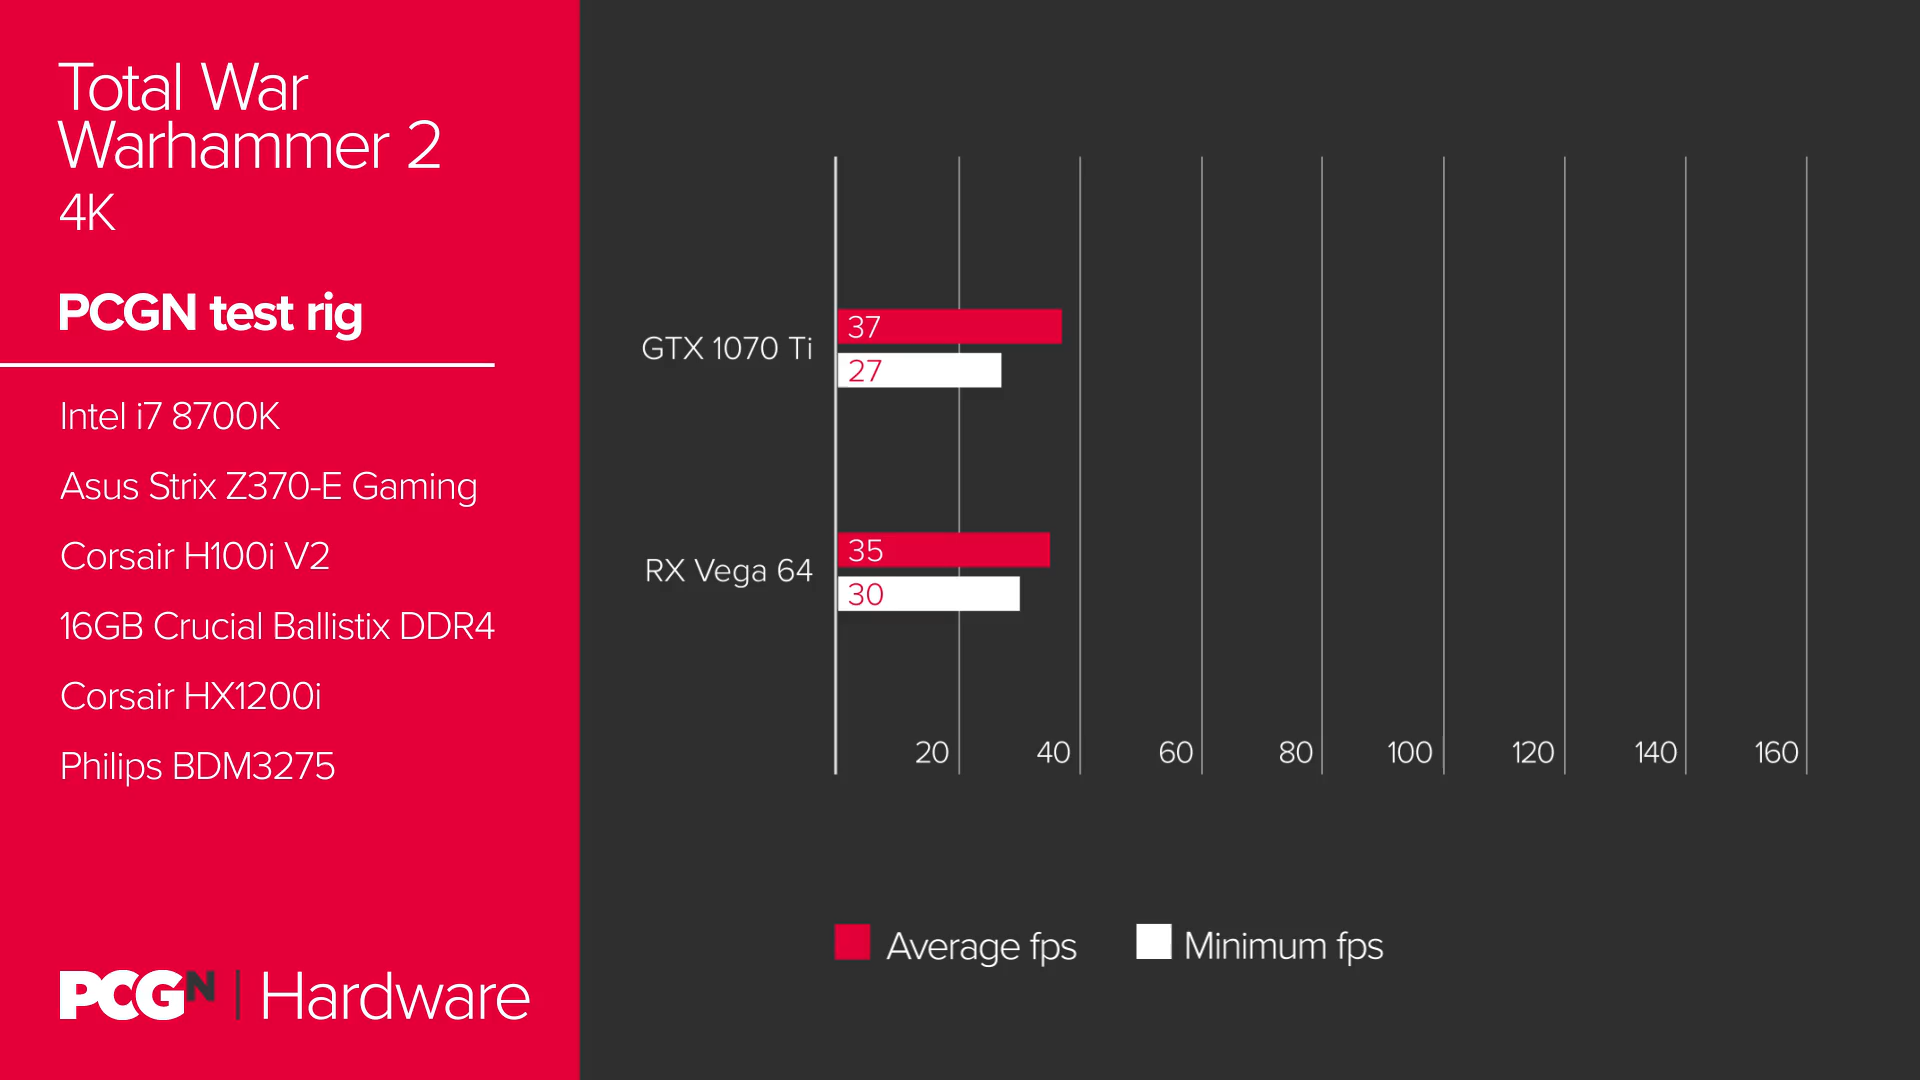 Total War
Warhammer 2
4K
PCGN test rig
Intel i7 8700K
Asus Strix Z370-E Gaming
Corsair H100i V2
16GB Crucial Ballistix DDR4
Corsair HX1200i
Philips BDM3275
PCGN | Hardware
GTX 1070 Ti
37
27
RX Vega 64
35
30
20 40 60 80 100 120 140 160
Average fps Minimum fps